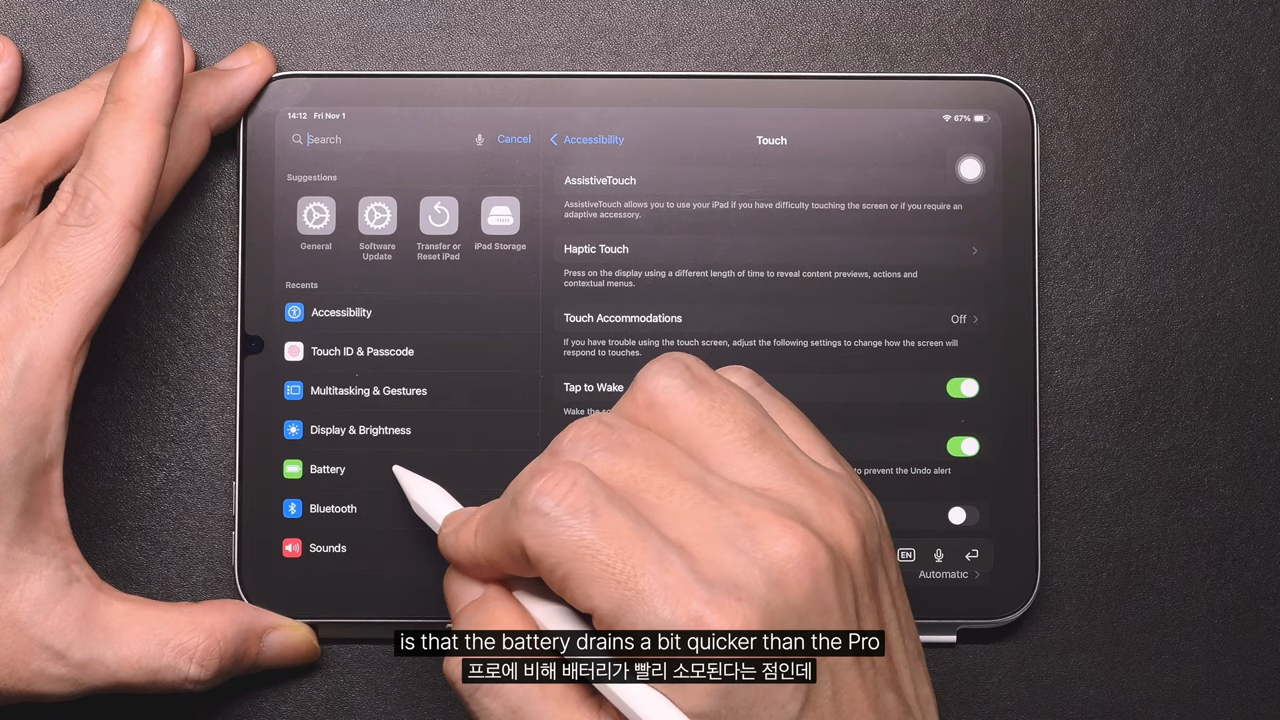 14:12 Fri Nov 1
67%
Search
Cancel
Accessibility
Touch
Suggestions
General
Software
Update
Transfer or
Reset iPad
iPad Storage
Recents
Accessibility
Touch ID & Passcode
Multitasking & Gestures
Display & Brightness
Battery
Bluetooth
Sounds
AssistiveTouch
AssistiveTouch allows you to use your iPad if you have difficulty touching the screen or if you require an
adaptive accessory.
Haptic Touch
Press on the display using a different length of time to reveal content previews, actions and
contextual menus.
Touch Accommodations
Off
If you have trouble using the touch screen, adjust the following settings to change how the screen will
respond to touches.
Tap to Wake
Wake the
to prevent the Undo alert
EN
Automatic
is that the battery drains a bit quicker than the Pro
프로에 비해 배터리가 빨리 소모된다는 점인데